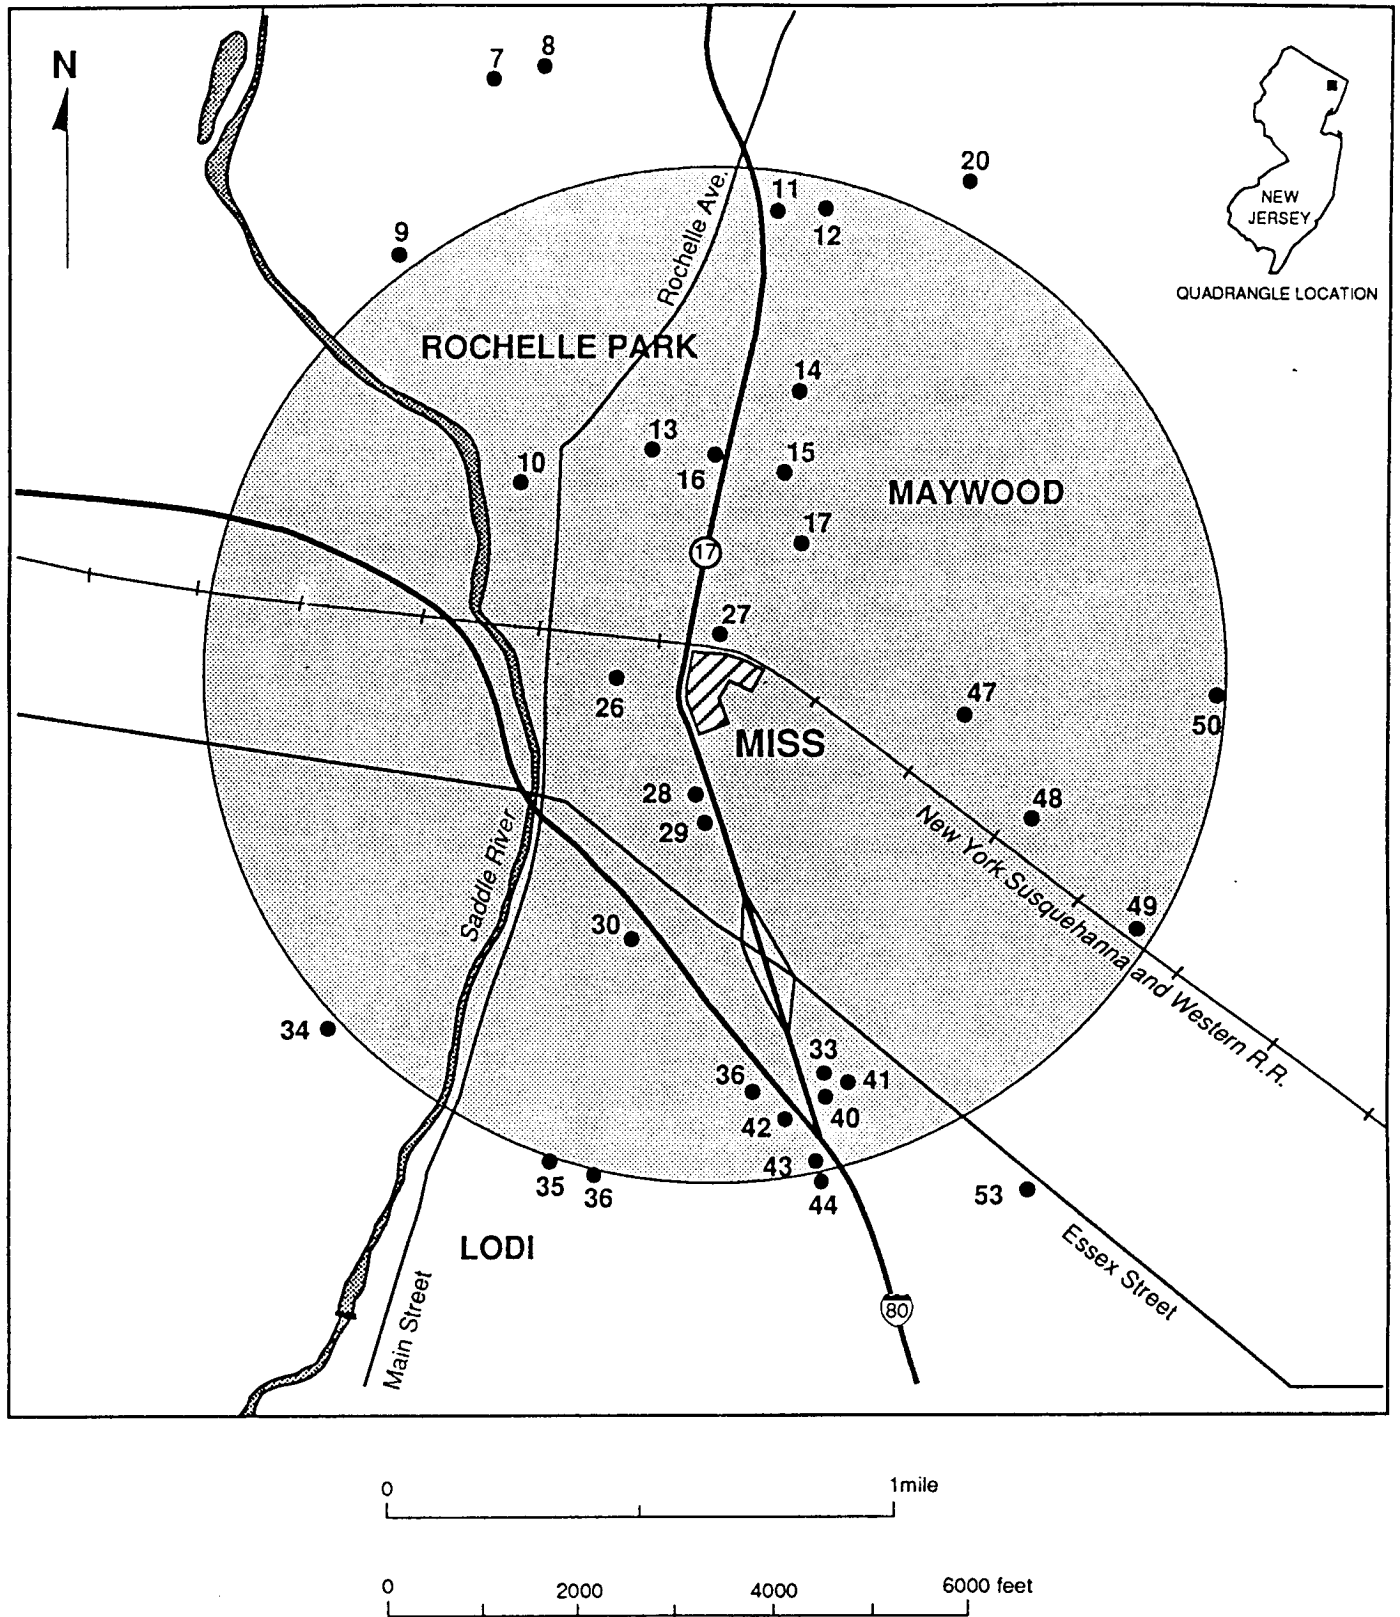 N
7
8
20
11
12
9
Rochelle Ave.
NEW
JERSEY
QUADRANGLE LOCATION
ROCHELLE PARK
14
13
16
15
10
MAYWOOD
17
17
27
26
47
50
MISS
28
29
48
Saddle River
New York Susquehanna and Western R.R.
49
30
34
33
36
41
40
42
43
35
36
44
53
LODI
Essex Street
Main Street
80
0
1mile
0
2000
4000
6000 feet